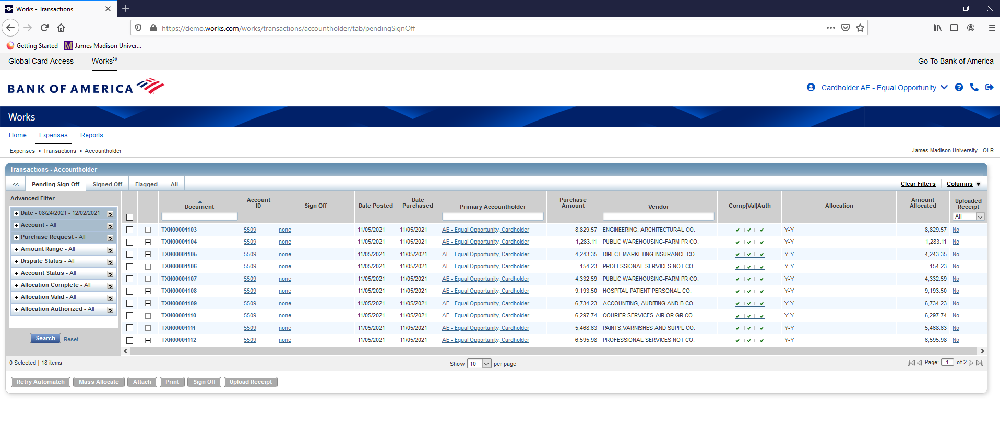 Works - Transactions
https://demo.works.com/works/transactions/accountholder/tab/pendingSignOff
Getting Started James Madison Univer...
Global Card Access Works® Go To Bank of America
BANK OF AMERICA Cardholder AE - Equal Opportunity
Works
Home Expenses Reports
Expenses > Transactions > Accountholder James Madison University - OLR
Transactions - Accountholder
<< Pending Sign Off Signed Off Flagged All Clear Filters Columns
Advanced Filter
Date - 08/24/2021 - 12/02/2021
Account - All
Purchase Request - All
Amount Range - All
Dispute Status - All
Account Status - All
Allocation Complete - All
Allocation Valid - All
Allocation Authorized - All
Search Reset
Document Account ID Sign Off Date Posted Date Purchased Primary Accountholder Purchase Amount Vendor Comp|Val|Auth Allocation Amount Allocated Uploaded Receipt
All
TXN00001103 5509 none 11/05/2021 11/05/2021 AE - Equal Opportunity, Cardholder 8,829.57 ENGINEERING, ARCHITECTURAL CO. Y-Y 8,829.57 No
TXN00001104 5509 none 11/05/2021 11/05/2021 AE - Equal Opportunity, Cardholder 1,283.11 PUBLIC WAREHOUSING-FARM PR CO. Y-Y 1,283.11 No
TXN00001105 5509 none 11/05/2021 11/05/2021 AE - Equal Opportunity, Cardholder 4,243.35 DIRECT MARKETING INSURANCE CO. Y-Y 4,243.35 No
TXN00001106 5509 none 11/05/2021 11/05/2021 AE - Equal Opportunity, Cardholder 154.23 PROFESSIONAL SERVICES NOT CO. Y-Y 154.23 No
TXN00001107 5509 none 11/05/2021 11/05/2021 AE - Equal Opportunity, Cardholder 4,332.59 PUBLIC WAREHOUSING-FARM PR CO. Y-Y 4,332.59 No
TXN00001108 5509 none 11/05/2021 11/05/2021 AE - Equal Opportunity, Cardholder 9,193.50 HOSPITAL PATIENT PERSONAL CO. Y-Y 9,193.50 No
TXN00001109 5509 none 11/05/2021 11/05/2021 AE - Equal Opportunity, Cardholder 6,734.23 ACCOUNTING, AUDITING AND B CO. Y-Y 6,734.23 No
TXN00001110 5509 none 11/05/2021 11/05/2021 AE - Equal Opportunity, Cardholder 6,297.74 COURIER SERVICES-AIR OR GR CO. Y-Y 6,297.74 No
TXN00001111 5509 none 11/05/2021 11/05/2021 AE - Equal Opportunity, Cardholder 5,468.63 PAINTS,VARNISHES AND SUPPL CO. Y-Y 5,468.63 No
TXN00001112 5509 none 11/05/2021 11/05/2021 AE - Equal Opportunity, Cardholder 6,595.98 PROFESSIONAL SERVICES NOT CO. Y-Y 6,595.98 No
0 Selected | 18 items Show 10 per page Page: 1 of 2
Retry Automatch Mass Allocate Attach Print Sign Off Upload Receipt